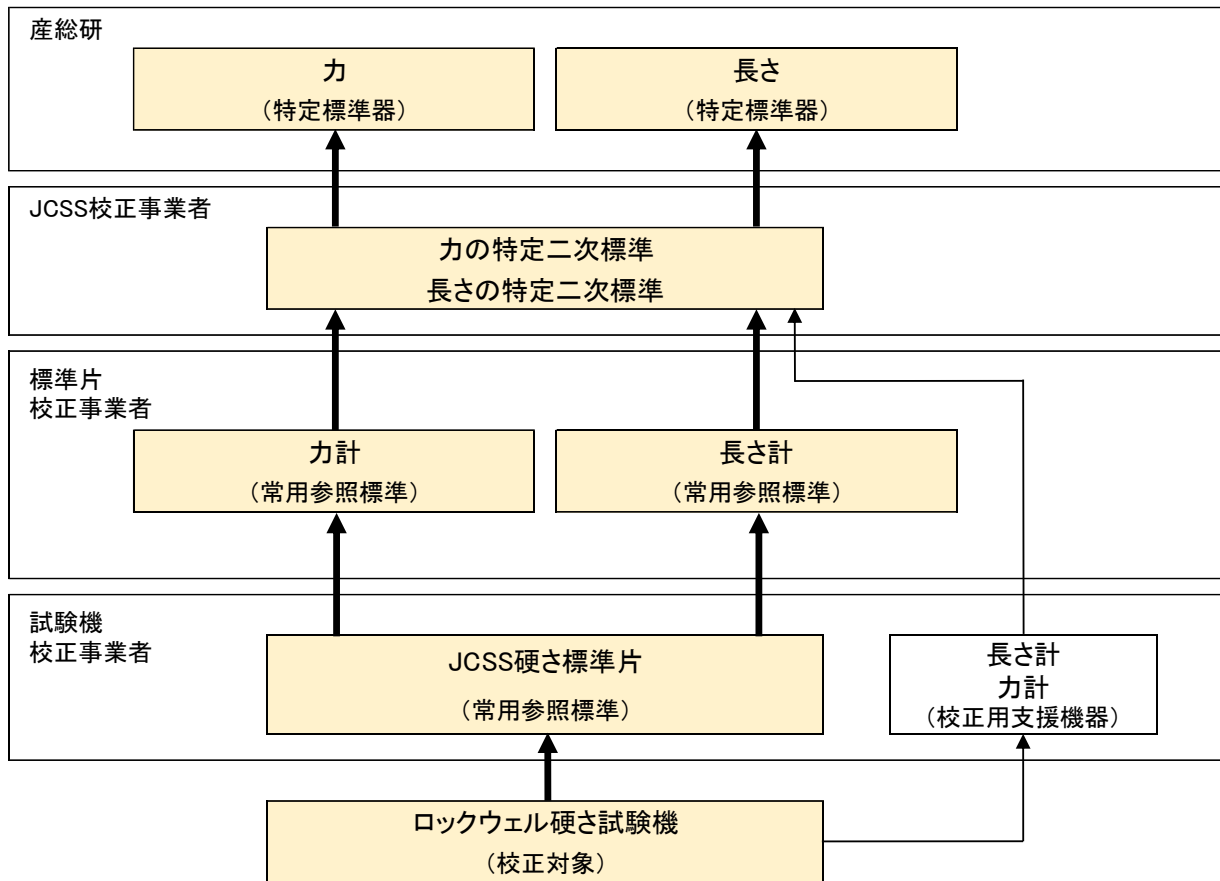 産総研
力
（特定標準器）
長さ
（特定標準器）
JCSS校正事業者
力の特定二次標準
長さの特定二次標準
標準片
校正事業者
力計
（常用参照標準）
長さ計
（常用参照標準）
試験機
校正事業者
JCSS硬さ標準片
（常用参照標準）
長さ計
力計
（校正用支援機器）
ロックウェル硬さ試験機
（校正対象）